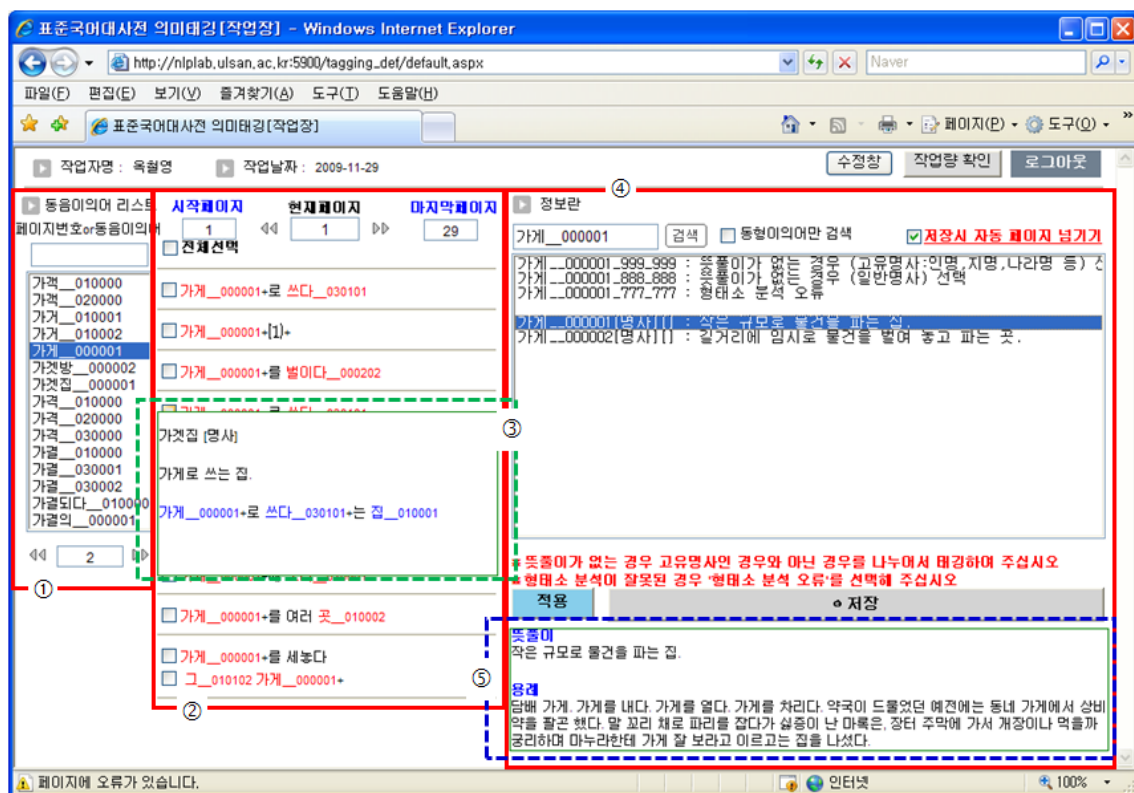 표준국어대사전 의미태깅[작업장] - Windows Internet Explorer
http://nlplab.ulsan.ac.kr:5900/tagging_def/default.aspx
Naver
파일(F) 편집(E) 보기(V) 즐겨찾기(A) 도구(T) 도움말(H)
표준국어대사전 의미태깅[작업장]
페이지(P) 도구(O) »
작업자명 : 옥철영 작업날짜 : 2009-11-29
수정창 작업량 확인 로그아웃
동음이의어 리스트
페이지번호or동음이의어
가객__010000
가객__020000
가거__010001
가거__010002
가게__000001
가겟방__000002
가겟집__000001
가격__010000
가격__020000
가격__030000
가결__010000
가결__030001
가결__030002
가결되다__010000
가결의__000001
2
①
시작페이지 현재페이지 마지막페이지
1 1 29
전체선택
가게__000001+로 쓰다__030101
가게__000001+[1]+
가게__000001+를 벌이다__000202
가겟집 [명사]
가게로 쓰는 집.
가게__000001+로 쓰다__030101+는 집__010001
③
가게__000001+를 여러 곳__010002
가게__000001+를 세놓다
그__010102 가게__000001+
②
④
정보란
가게__000001 검색 동형이의어만 검색 저장시 자동 페이지 넘기기
가게__000001_999_999 : 뜻풀이가 없는 경우 (고유명사:인명,지명,나라명 등)
가게__000001_888_888 : 뜻풀이가 없는 경우 (일반명사) 선택
가게__000001_777_777 : 형태소 분석 오류
가게__000001[명사][] : 작은 규모로 물건을 파는 집.
가게__000002[명사][] : 길거리에 임시로 물건을 벌여 놓고 파는 곳.
* 뜻풀이가 없는 경우 고유명사인 경우와 아닌 경우를 나누어서 태깅하여 주십시오
* 형태소 분석이 잘못된 경우 '형태소 분석 오류'를 선택해 주십시오
적용 저장
⑤
뜻풀이
작은 규모로 물건을 파는 집.
용례
담배 가게. 가게를 내다. 가게를 열다. 가게를 차리다. 약국이 드물었던 예전에는 동네 가게에서 상비
약을 팔곤 했다. 말 꼬리 채로 파리를 잡다가 싫증이 난 마록은, 장터 주막에 가서 개장이나 먹을까
궁리하며 마누라한테 가게 잘 보라고 이르고는 집을 나섰다.
페이지에 오류가 있습니다. 인터넷 100%